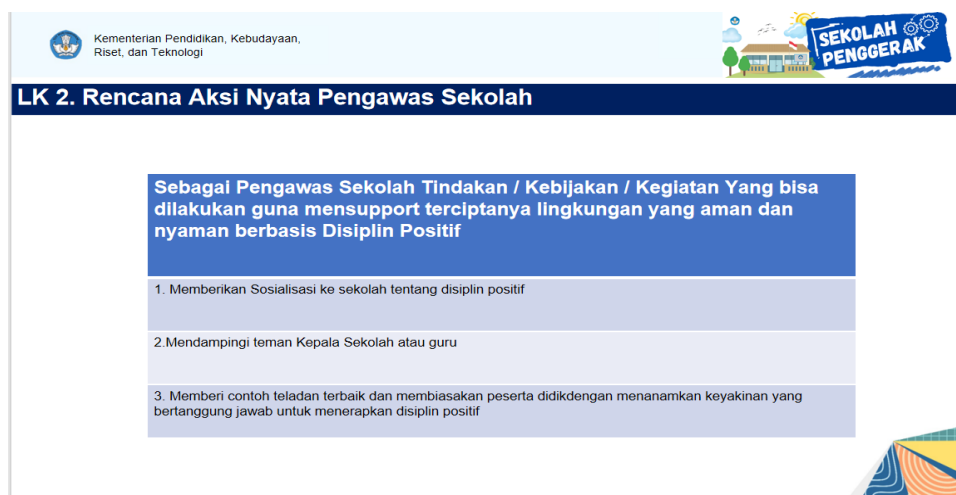 Kementerian Pendidikan, Kebudayaan,
Riset, dan Teknologi
SEKOLAH
PENGGERAK
LK 2. Rencana Aksi Nyata Pengawas Sekolah
Sebagai Pengawas Sekolah Tindakan / Kebijakan / Kegiatan Yang bisa
dilakukan guna mensupport terciptanya lingkungan yang aman dan
nyaman berbasis Disiplin Positif
1. Memberikan Sosialisasi ke sekolah tentang disiplin positif
2.Mendampingi teman Kepala Sekolah atau guru
3. Memberi contoh teladan terbaik dan membiasakan peserta didikdengan menanamkan keyakinan yang
bertanggung jawab untuk menerapkan disiplin positif